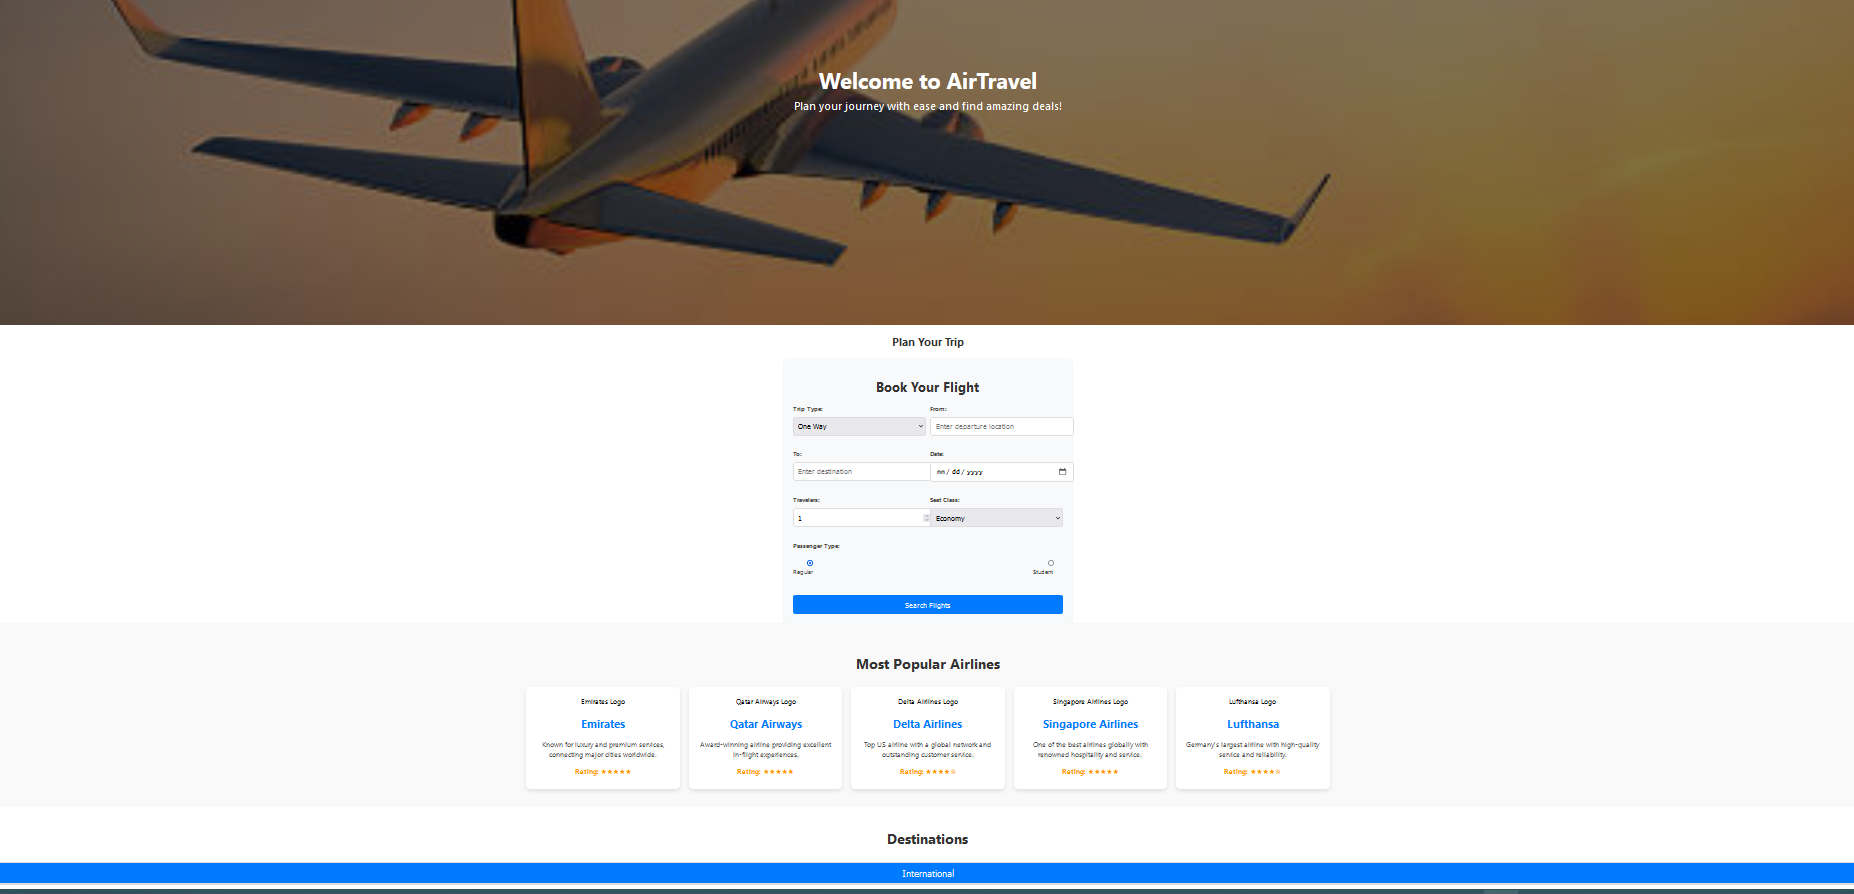 Welcome to AirTravel
Plan your journey with ease and find amazing deals!
Plan Your Trip
Book Your Flight
Trip Type:
From:
One Way
Enter departure location
To:
Date:
Enter destination
mm/dd/yyyy
Travelers:
Seat Class:
1
Economy
Passenger Type:
Regular
Student
Search Flights
Most Popular Airlines
Emirates Logo
Emirates
Known for luxury and premium services,
connecting major cities worldwide.
Rating: ★★★★★
Qatar Airways Logo
Qatar Airways
Award-winning airline providing excellent
in-flight experiences.
Rating: ★★★★★
Delta Airlines Logo
Delta Airlines
Top US airline with a global network and
outstanding customer service.
Rating: ★★★★☆
Singapore Airlines Logo
Singapore Airlines
One of the best airlines globally with
renowned hospitality and service.
Rating: ★★★★★
Lufthansa Logo
Lufthansa
Germany's largest airline with high-quality
service and reliability.
Rating: ★★★★☆
Destinations
International